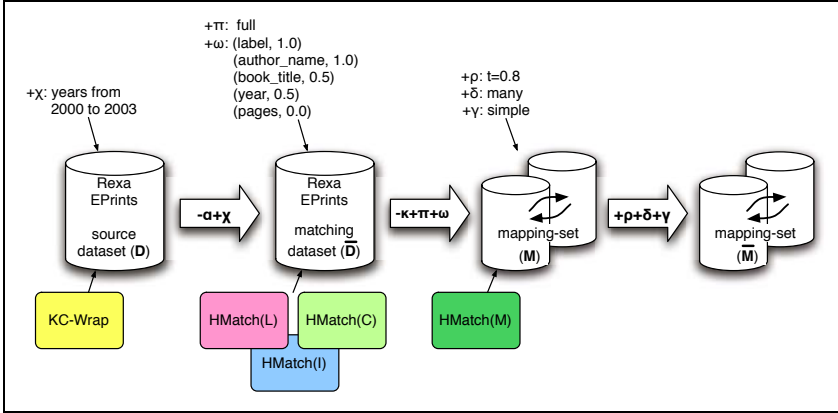 +π: full
+ω: (label, 1.0)
(author_name, 1.0)
(book_title, 0.5)
(year, 0.5)
(pages, 0.0)
+χ: years from
2000 to 2003
+ρ: t=0.8
+δ: many
+γ: simple
Rexa
EPrints
source
dataset (D)
-α+χ
Rexa
EPrints
matching
dataset (D̅)
-κ+π+ω
mapping-set
(M)
+ρ+δ+γ
mapping-set
(M̅)
KC-Wrap
HMatch(L)
HMatch(C)
HMatch(I)
HMatch(M)